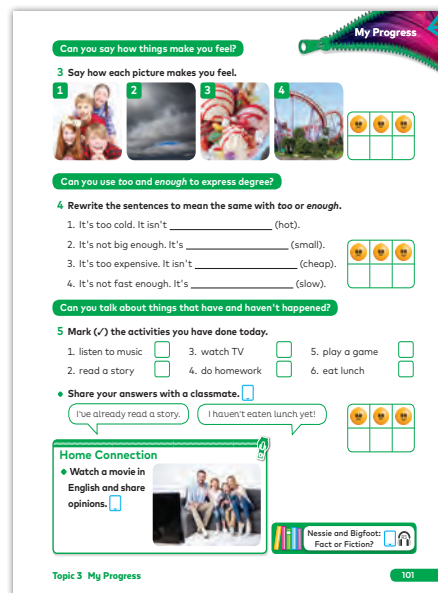 My Progress
Can you say how things make you feel?
3 Say how each picture makes you feel.
1
2
3
4
Can you use too and enough to express degree?
4 Rewrite the sentences to mean the same with too or enough.
1. It's too cold. It isn't ____________ (hot).
2. It's not big enough. It's ____________ (small).
3. It's too expensive. It isn't ____________ (cheap).
4. It's not fast enough. It's ____________ (slow).
Can you talk about things that have and haven't happened?
5 Mark (✓) the activities you have done today.
1. listen to music 3. watch TV 5. play a game
2. read a story 4. do homework 6. eat lunch
◆ Share your answers with a classmate.
I've already read a story. I haven't eaten lunch yet!
Home Connection
◆ Watch a movie in
English and share
opinions.
Nessie and Bigfoot:
Fact or Fiction?
Topic 3 My Progress 101